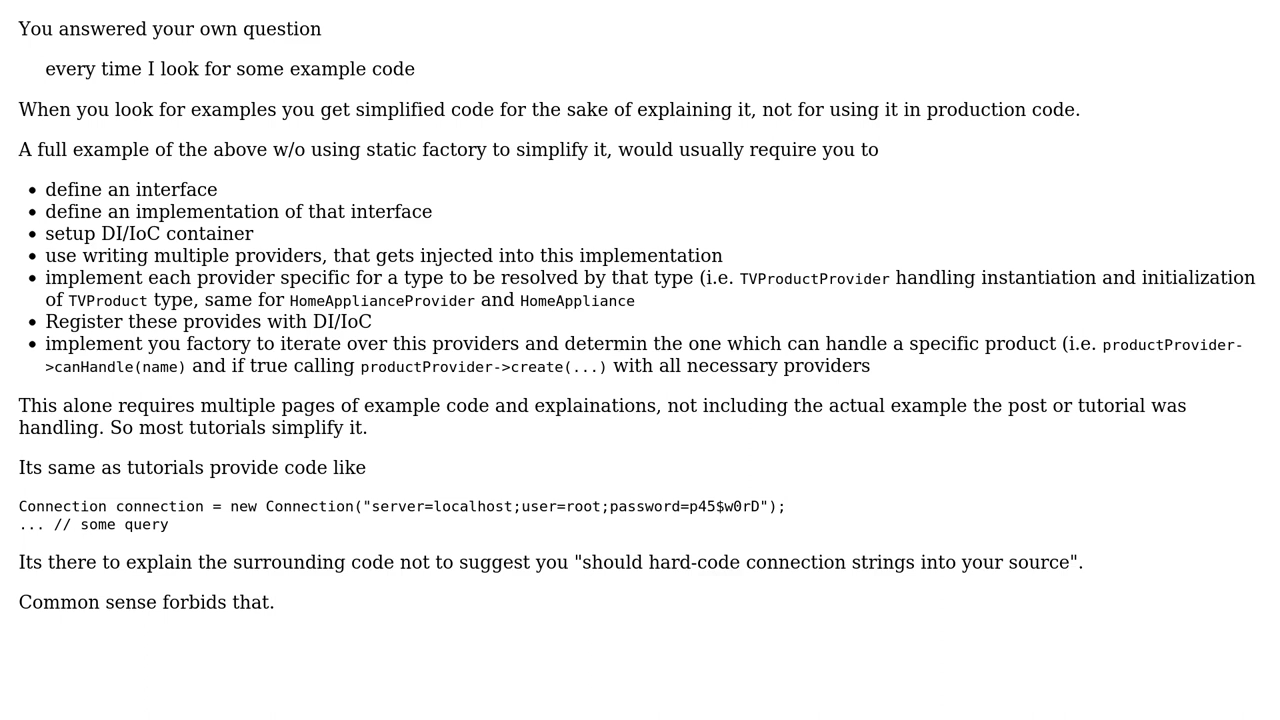 You answered your own question
every time I look for some example code
When you look for examples you get simplified code for the sake of explaining it, not for using it in production code.
A full example of the above w/o using static factory to simplify it, would usually require you to
define an interface
define an implementation of that interface
setup DI/IoC container
use writing multiple providers, that gets injected into this implementation
implement each provider specific for a type to be resolved by that type (i.e. TVProductProvider handling instantiation and initialization
of TVProduct type, same for HomeApplianceProvider and HomeAppliance
Register these provides with DI/IoC
implement you factory to iterate over this providers and determin the one which can handle a specific product (i.e. productProvider-
>canHandle(name) and if true calling productProvider->create(...) with all necessary providers
This alone requires multiple pages of example code and explainations, not including the actual example the post or tutorial was
handling. So most tutorials simplify it.
Its same as tutorials provide code like
Connection connection = new Connection("server=localhost;user=root;password=p45$w0rD");
... // some query
Its there to explain the surrounding code not to suggest you "should hard-code connection strings into your source".
Common sense forbids that.